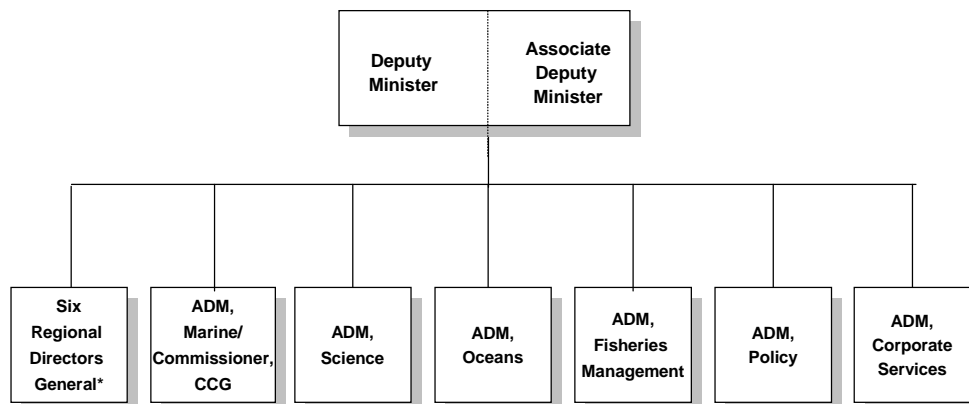 Deputy
Minister
Associate
Deputy
Minister
Six
Regional
Directors
General*
ADM,
Marine/
Commissioner,
CCG
ADM,
Science
ADM,
Oceans
ADM,
Fisheries
Management
ADM,
Policy
ADM,
Corporate
Services